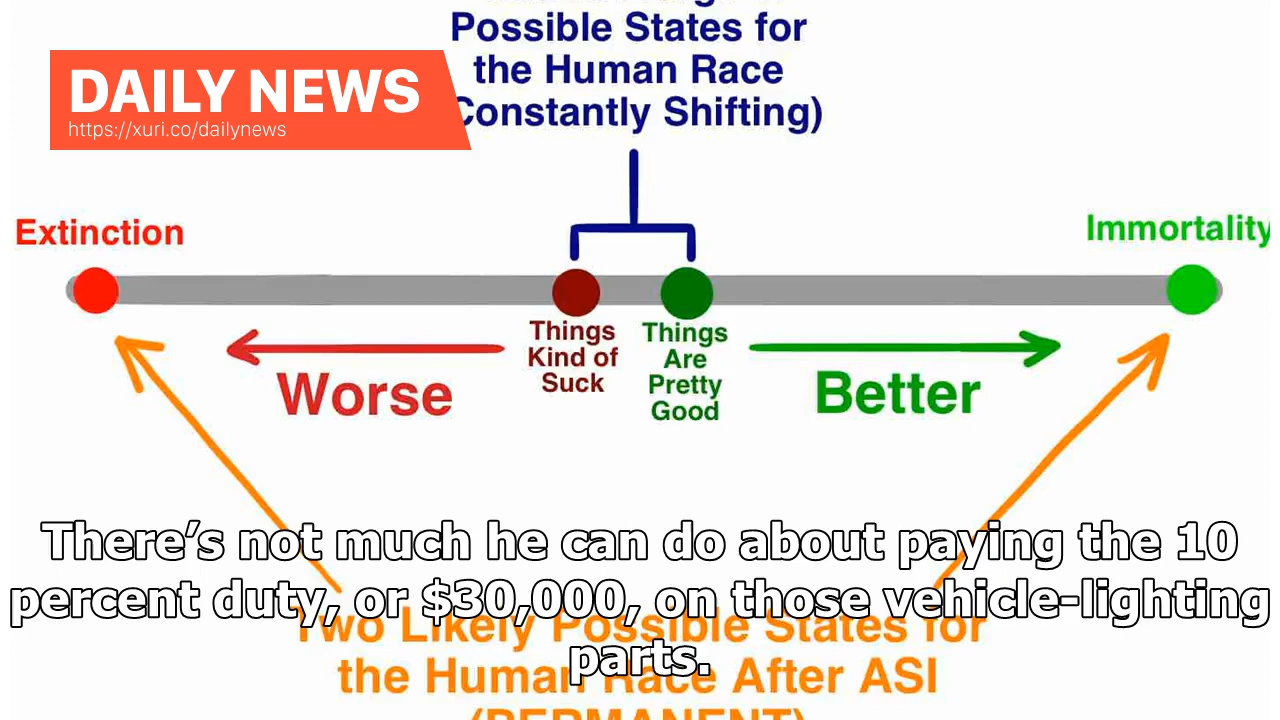 Possible States for
the Human Race
Constantly Shifting)
DAILY NEWS
https://xuri.co/dailynews
Extinction
Immortality
Things
Kind of
Suck
Things
Are
Pretty
Good
Worse
Better
There’s not much he can do about paying the 10
percent duty, or $30,000, on those vehicle-lighting
parts.
Two Likely Possible States for
the Human Race After ASI
(PERMANENT)